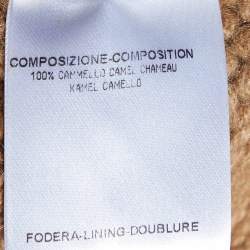 COMPOSIZIONE-COMPOSITION
100% CAMMELLO CAMEL CHAMEAU
KAMEL CAMELLO
FODERA-LINING-DOUBLURE